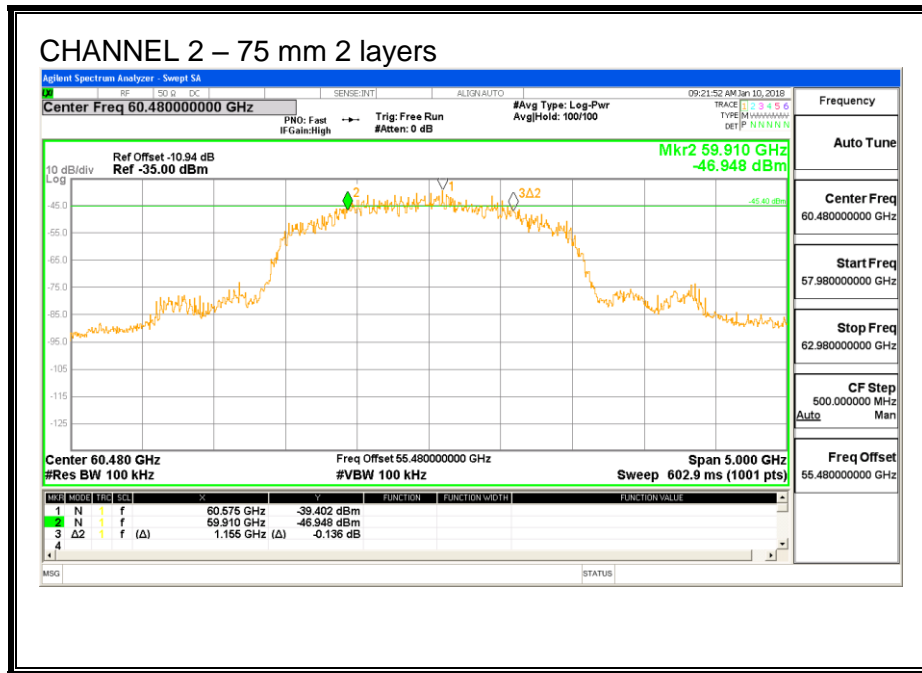 CHANNEL 2 – 75 mm 2 layers
Agilent Spectrum Analyzer - Swept SA
RF 50 Ω DC SENSE:INT ALIGNAUTO 09:21:52 AM Jan 10, 2018
Center Freq 60.480000000 GHz
PNO: Fast
IFGain:High
Trig: Free Run
#Atten: 0 dB
#Avg Type: Log-Pwr
Avg|Hold: 100/100
TRACE 1 2 3 4 5 6
TYPE M
DET P N N N N N
Frequency
Auto Tune
Center Freq
60.480000000 GHz
Start Freq
57.980000000 GHz
Stop Freq
62.980000000 GHz
CF Step
500.000000 MHz
Auto Man
Freq Offset
55.480000000 GHz
Mkr2 59.910 GHz
-46.948 dBm
Ref Offset -10.94 dB
10 dB/div Ref -35.00 dBm
Log
2 1 3Δ2
-45.0
-55.0
-65.0
-75.0
-85.0
-95.0
-105
-115
-125
Center 60.480 GHz Freq Offset 55.480000000 GHz Span 5.000 GHz
#Res BW 100 kHz #VBW 100 kHz Sweep 602.9 ms (1001 pts)
MKR MODE TRC SCL X Y FUNCTION FUNCTION WIDTH FUNCTION VALUE
1 N 1 f 60.575 GHz -39.402 dBm
2 N 1 f 59.910 GHz -46.948 dBm
3 Δ2 1 f (Δ) 1.155 GHz (Δ) -0.136 dB
4
MSG STATUS